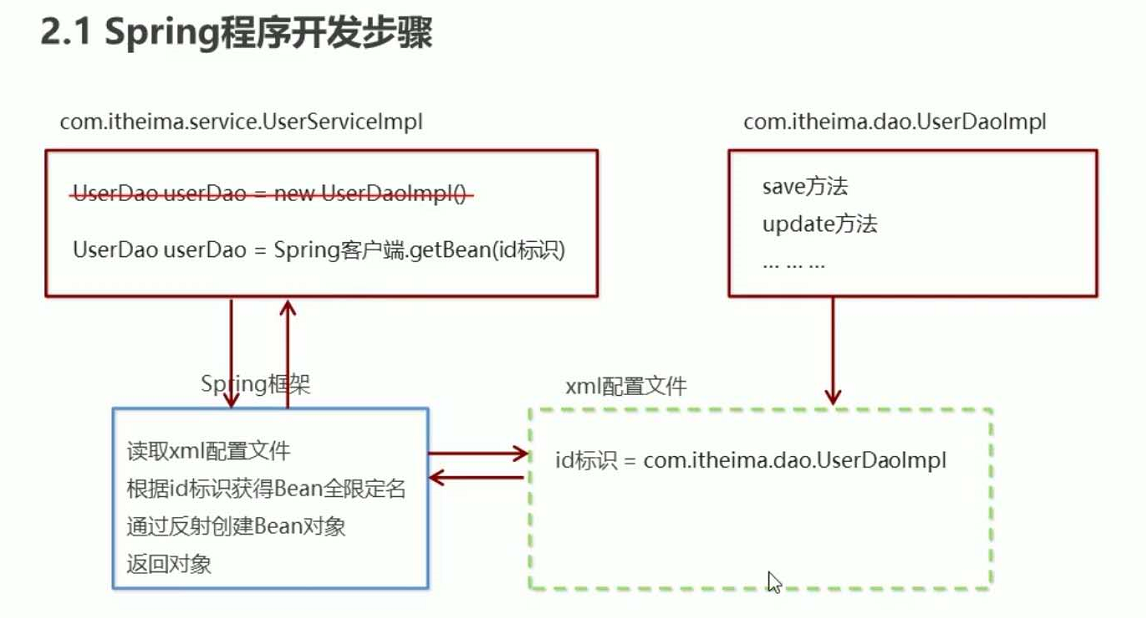 2.1 Spring程序开发步骤
com.itheima.service.UserServiceImpl
UserDao userDao = new UserDaoImpl()
UserDao userDao = Spring客户端.getBean(id标识)
com.itheima.dao.UserDaoImpl
save方法
update方法
... ... ...
Spring框架
读取xml配置文件
根据id标识获得Bean全限定名
通过反射创建Bean对象
返回对象
xml配置文件
id标识 = com.itheima.dao.UserDaoImpl